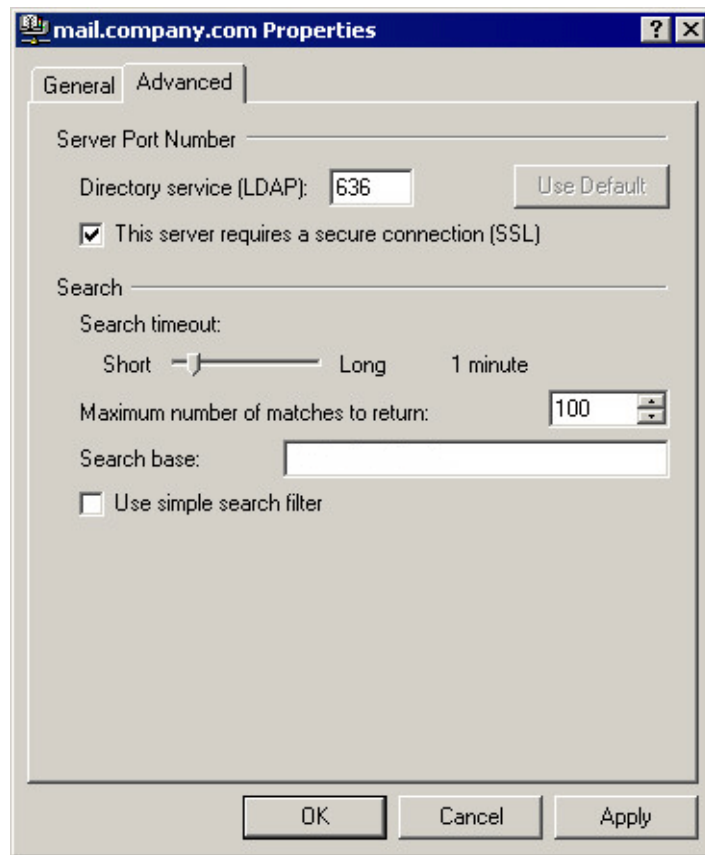 mail.company.com Properties
General Advanced
Server Port Number
Directory service (LDAP): 636 Use Default
This server requires a secure connection (SSL)
Search
Search timeout:
Short Long 1 minute
Maximum number of matches to return: 100
Search base:
Use simple search filter
OK Cancel Apply